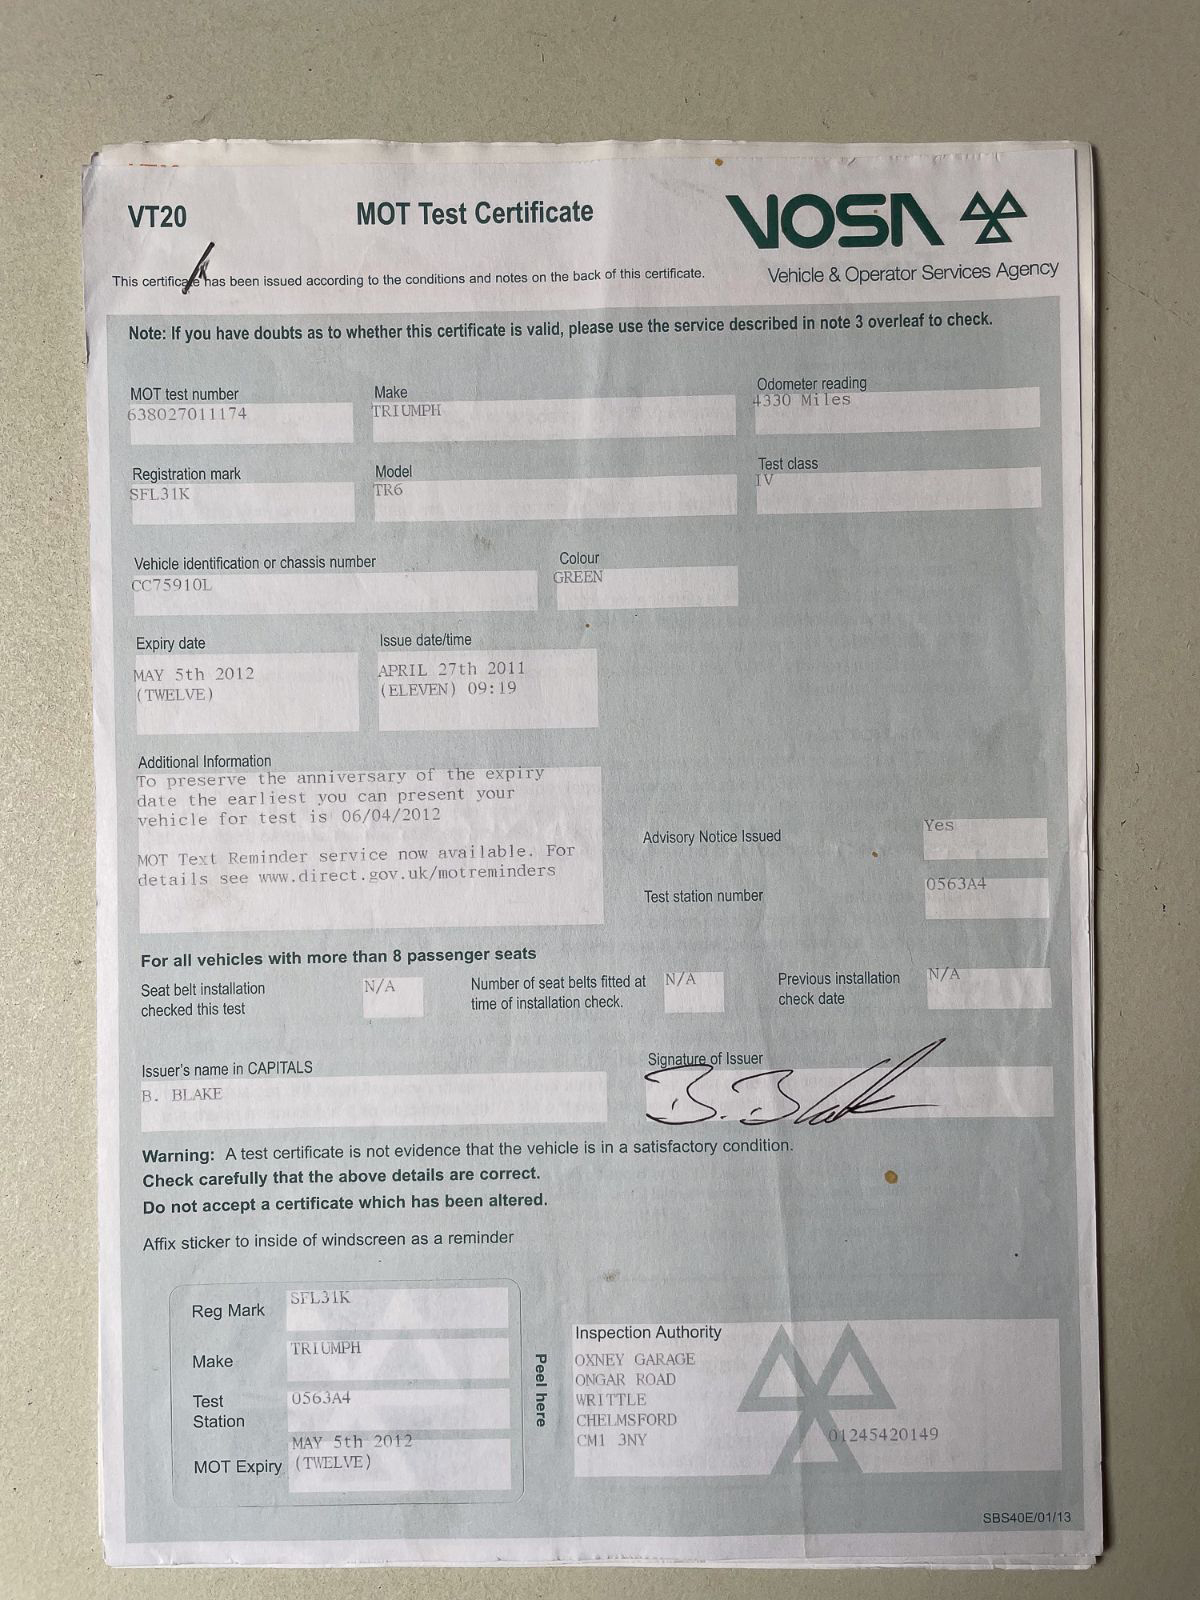 VT20
MOT Test Certificate
VOSA
Vehicle & Operator Services Agency
This certificate has been issued according to the conditions and notes on the back of this certificate.
Note: If you have doubts as to whether this certificate is valid, please use the service described in note 3 overleaf to check.
MOT test number
638027011174
Make
TRIUMPH
Odometer reading
4330 Miles
Registration mark
SFL31K
Model
TR6
Test class
IV
Vehicle identification or chassis number
CC75910L
Colour
GREEN
Expiry date
MAY 5th 2012
(TWELVE)
Issue date/time
APRIL 27th 2011
(ELEVEN) 09:19
Additional Information
To preserve the anniversary of the expiry
date the earliest you can present your
vehicle for test is 06/04/2012
MOT Text Reminder service now available. For
details see www.direct.gov.uk/motreminders
Advisory Notice Issued
Yes
Test station number
0563A4
For all vehicles with more than 8 passenger seats
Seat belt installation
checked this test
N/A
Number of seat belts fitted at
time of installation check.
N/A
Previous installation
check date
N/A
Issuer's name in CAPITALS
B. BLAKE
Signature of Issuer
B. Blake
Warning: A test certificate is not evidence that the vehicle is in a satisfactory condition.
Check carefully that the above details are correct.
Do not accept a certificate which has been altered.
Affix sticker to inside of windscreen as a reminder
Reg Mark
SFL31K
Make
TRIUMPH
Test
Station
0563A4
MOT Expiry
MAY 5th 2012
(TWELVE)
Peel here
Inspection Authority
OXNEY GARAGE
ONGAR ROAD
WRITTLE
CHELMSFORD
CM1 3NY
01245420149
SBS40E/01/13